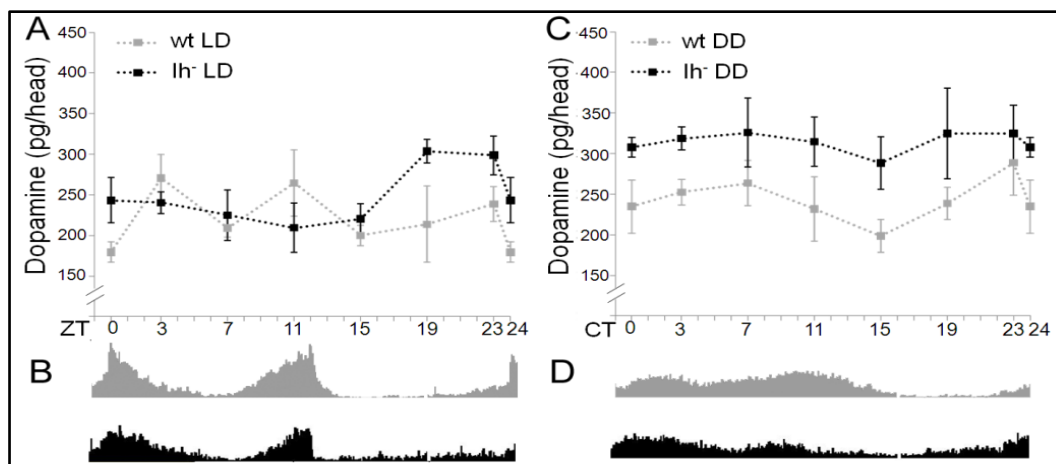 A
wt LD
Ih⁻ LD
Dopamine (pg/head)
450
400
350
300
250
200
150
ZT 0 3 7 11 15 19 23 24
B
C
wt DD
Ih⁻ DD
Dopamine (pg/head)
450
400
350
300
250
200
150
CT 0 3 7 11 15 19 23 24
D